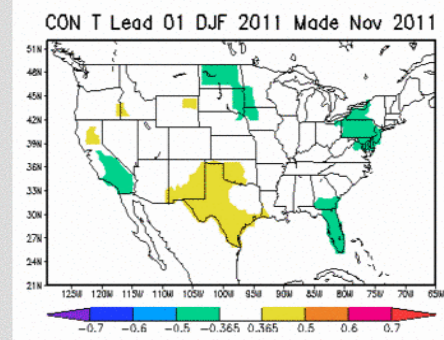 CON T Lead 01 DJF 2011 Made Nov 2011
51N
48N
45N
42N
39N
36N
33N
30N
27N
24N
21N
125W 120W 115W 110W 105W 100W 95W 90W 85W 80W 75W 70W 65W
-0.7 -0.6 -0.5 -0.365 0.365 0.5 0.6 0.7